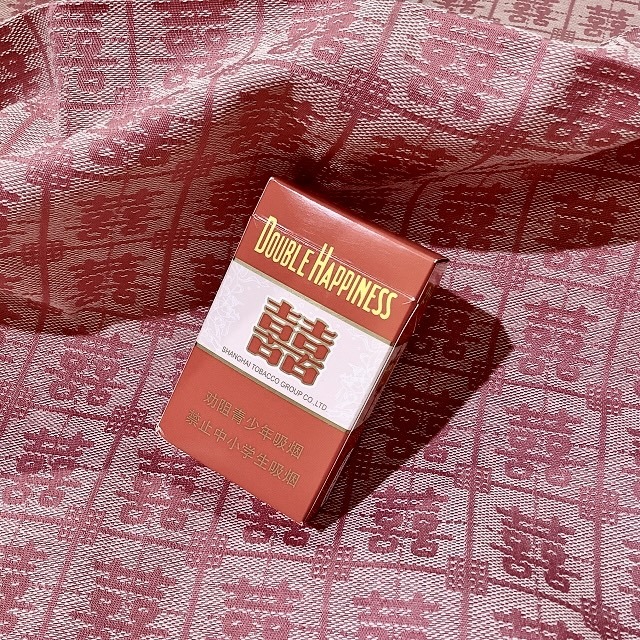 DOUBLE HAPPINESS
囍
SHANGHAI TOBACCO GROUP CO.,LTD
劝阻青少年吸烟
禁止中小学生吸烟